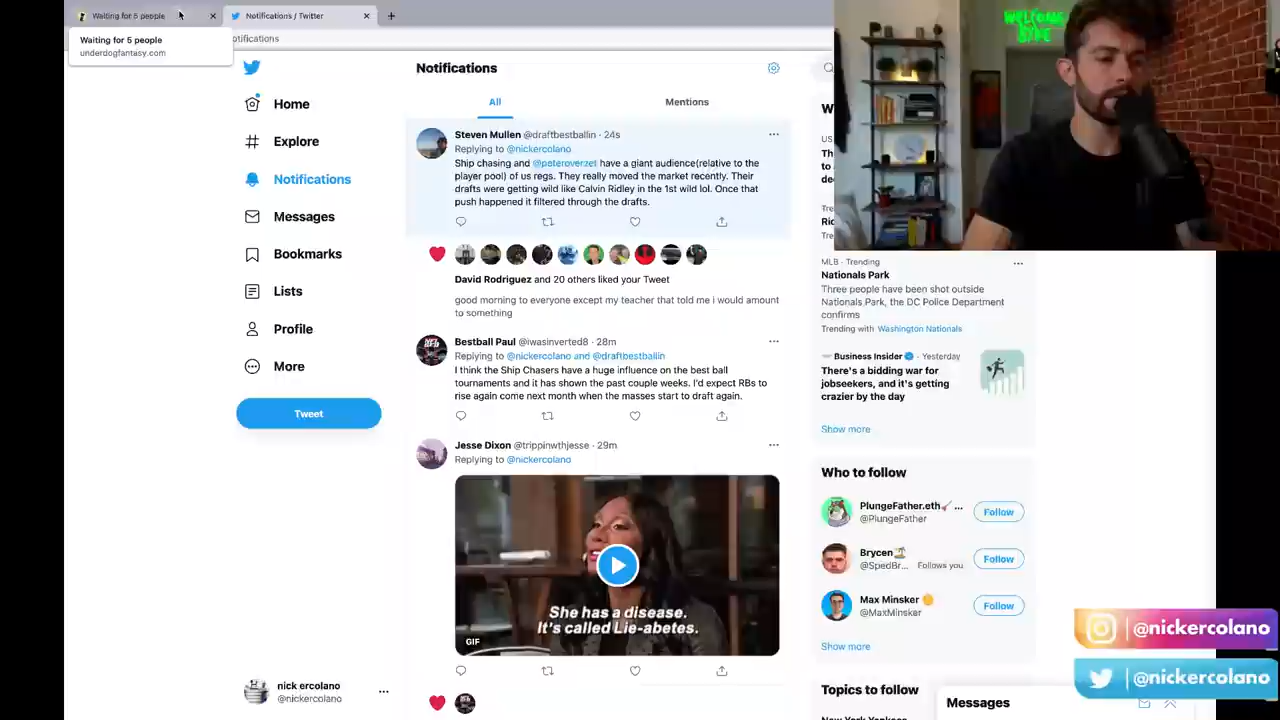 Waiting for 5 people
Notifications / Twitter
Waiting for 5 people
underdogfantasy.com
otifications
WELCOME
Notifications
All
Mentions
Home
Explore
Notifications
Messages
Bookmarks
Lists
Profile
More
Tweet
nick ercolano
@nickercolano
Steven Mullen @draftbestballin · 24s
Replying to @nickercolano
Ship chasing and @peteroverzet have a giant audience(relative to the
player pool) of us regs. They really moved the market recently. Their
drafts were getting wild like Calvin Ridley in the 1st wild lol. Once that
push happened it filtered through the drafts.
David Rodriguez and 20 others liked your Tweet
good morning to everyone except my teacher that told me i would amount
to something
Bestball Paul @iwasinverted8 · 28m
Replying to @nickercolano and @draftbestballin
I think the Ship Chasers have a huge influence on the best ball
tournaments and it has shown the past couple weeks. I'd expect RBs to
rise again come next month when the masses start to draft again.
Jesse Dixon @trippinwthjesse · 29m
Replying to @nickercolano
She has a disease.
It's called Lie-abetes.
GIF
MLB · Trending
Nationals Park
Three people have been shot outside
Nationals Park, the DC Police Department
confirms
Trending with Washington Nationals
Business Insider · Yesterday
There's a bidding war for
jobseekers, and it's getting
crazier by the day
Show more
Who to follow
PlungeFather.eth ...
@PlungeFather
Follow
Brycen
@SpedBr... Follows you
Follow
Max Minsker
@MaxMinsker
Follow
Show more
Topics to follow
Messages
@nickercolano
@nickercolano